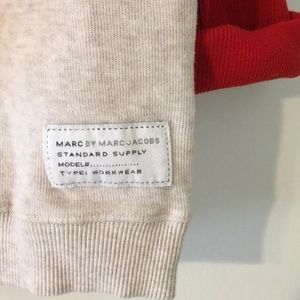 MARC BY MARC JACOBS
STANDARD SUPPLY
MODEL#...............
TYPE: WORKWEAR